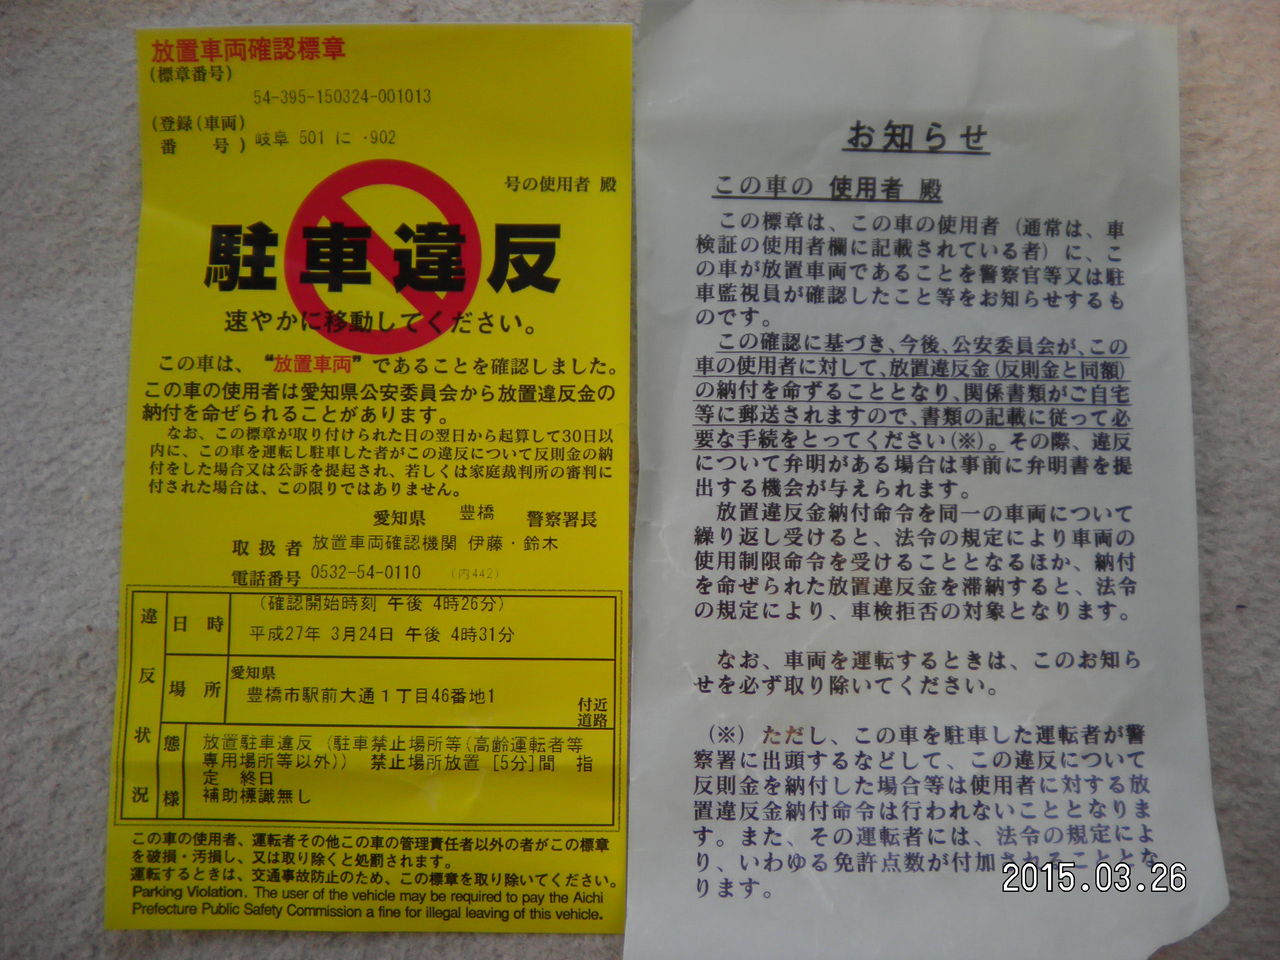 放置車両確認標章
(標章番号)
54-395-150324-001013
(登録(車両)
番　号)
岐阜 501 に ・902
号の使用者 殿
駐車違反
速やかに移動してください。
この車は、"放置車両"であることを確認しました。
この車の使用者は愛知県公安委員会から放置違反金の
納付を命ぜられることがあります。
なお、この標章が取り付けられた日の翌日から起算して30日以
内に、この車を運転し駐車した者がこの違反について反則金の納
付をした場合又は公訴を提起され、若しくは家庭裁判所の審判に
付された場合は、この限りではありません。
愛知県　豊橋　警察署長
取扱者 放置車両確認機関 伊藤・鈴木
電話番号 0532-54-0110 (内442)
違反状況
日時
(確認開始時刻 午後 4時26分)
平成27年 3月24日 午後 4時31分
場所
愛知県
豊橋市駅前大通1丁目46番地1
付近
道路
態様
放置駐車違反 (駐車禁止場所等(高齢運転者等
専用場所等以外)) 禁止場所放置 [5分]間 指
定 終日
補助標識無し
この車の使用者、運転者その他この車の管理責任者以外の者がこの標章
を破損・汚損し、又は取り除くと処罰されます。
運転するときは、交通事故防止のため、この標章を取り除いてください。
Parking Violation. The user of the vehicle may be required to pay the Aichi
Prefecture Public Safety Commission a fine for illegal leaving of this vehicle.
お知らせ
この車の 使用者 殿
この標章は、この車の使用者（通常は、車
検証の使用者欄に記載されている者）に、こ
の車が放置車両であることを警察官等又は駐
車監視員が確認したこと等をお知らせするも
のです。
この確認に基づき、今後、公安委員会が、この
車の使用者に対して、放置違反金(反則金と同額)
の納付を命ずることとなり、関係書類がご自宅
等に郵送されますので、書類の記載に従って必
要な手続をとってください(※)。その際、違反
について弁明がある場合は事前に弁明書を提
出する機会が与えられます。
放置違反金納付命令を同一の車両について
繰り返し受けると、法令の規定により車両の
使用制限命令を受けることとなるほか、納付
を命ぜられた放置違反金を滞納すると、法令
の規定により、車検拒否の対象となります。
なお、車両を運転するときは、このお知ら
せを必ず取り除いてください。
(※) ただし、この車を駐車した運転者が警
察署に出頭するなどして、この違反について
反則金を納付した場合等は使用者に対する放
置違反金納付命令は行われないこととなりま
す。また、その運転者には、法令の規定によ
り、いわゆる免許点数が付加されることとな
ります。
2015.03.26